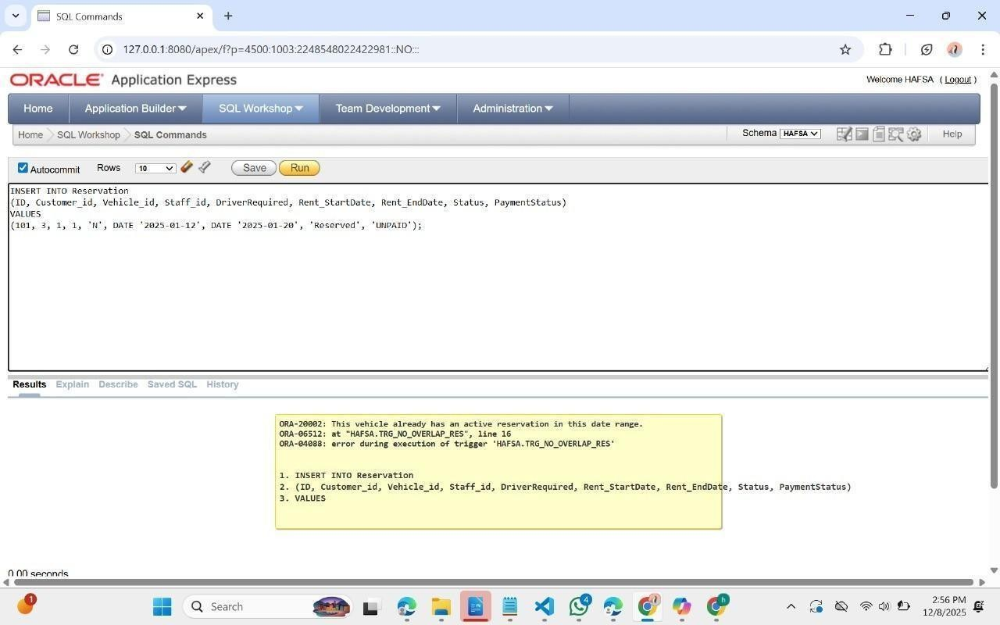 SQL Commands
127.0.0.1:8080/apex/f?p=4500:1003:2248548022422981::NO:::
ORACLE Application Express
Welcome HAFSA ( Logout )
Home Application Builder SQL Workshop Team Development Administration
Home SQL Workshop SQL Commands Schema HAFSA Help
Autocommit Rows 10 Save Run
INSERT INTO Reservation
(ID, Customer_id, Vehicle_id, Staff_id, DriverRequired, Rent_StartDate, Rent_EndDate, Status, PaymentStatus)
VALUES
(101, 3, 1, 1, 'N', DATE '2025-01-12', DATE '2025-01-20', 'Reserved', 'UNPAID');
Results Explain Describe Saved SQL History
ORA-20002: This vehicle already has an active reservation in this date range.
ORA-06512: at "HAFSA.TRG_NO_OVERLAP_RES", line 16
ORA-04088: error during execution of trigger 'HAFSA.TRG_NO_OVERLAP_RES'
1. INSERT INTO Reservation
2. (ID, Customer_id, Vehicle_id, Staff_id, DriverRequired, Rent_StartDate, Rent_EndDate, Status, PaymentStatus)
3. VALUES
0.00 seconds
1 Search 4 h 2:56 PM
12/8/2025